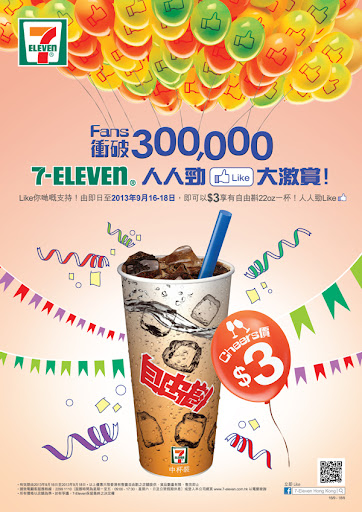 7
ELEVEN
Fans
衝破300,000
7-ELEVEN® 人人勁 Like 大激賞!
Like你哋嘅支持!由即日至2013年9月16-18日,即可以$3享有自由斟22oz一杯!人人勁Like
Cheers價
$3
自由斟
中杯裝
立即 Like
7-Eleven Hong Kong